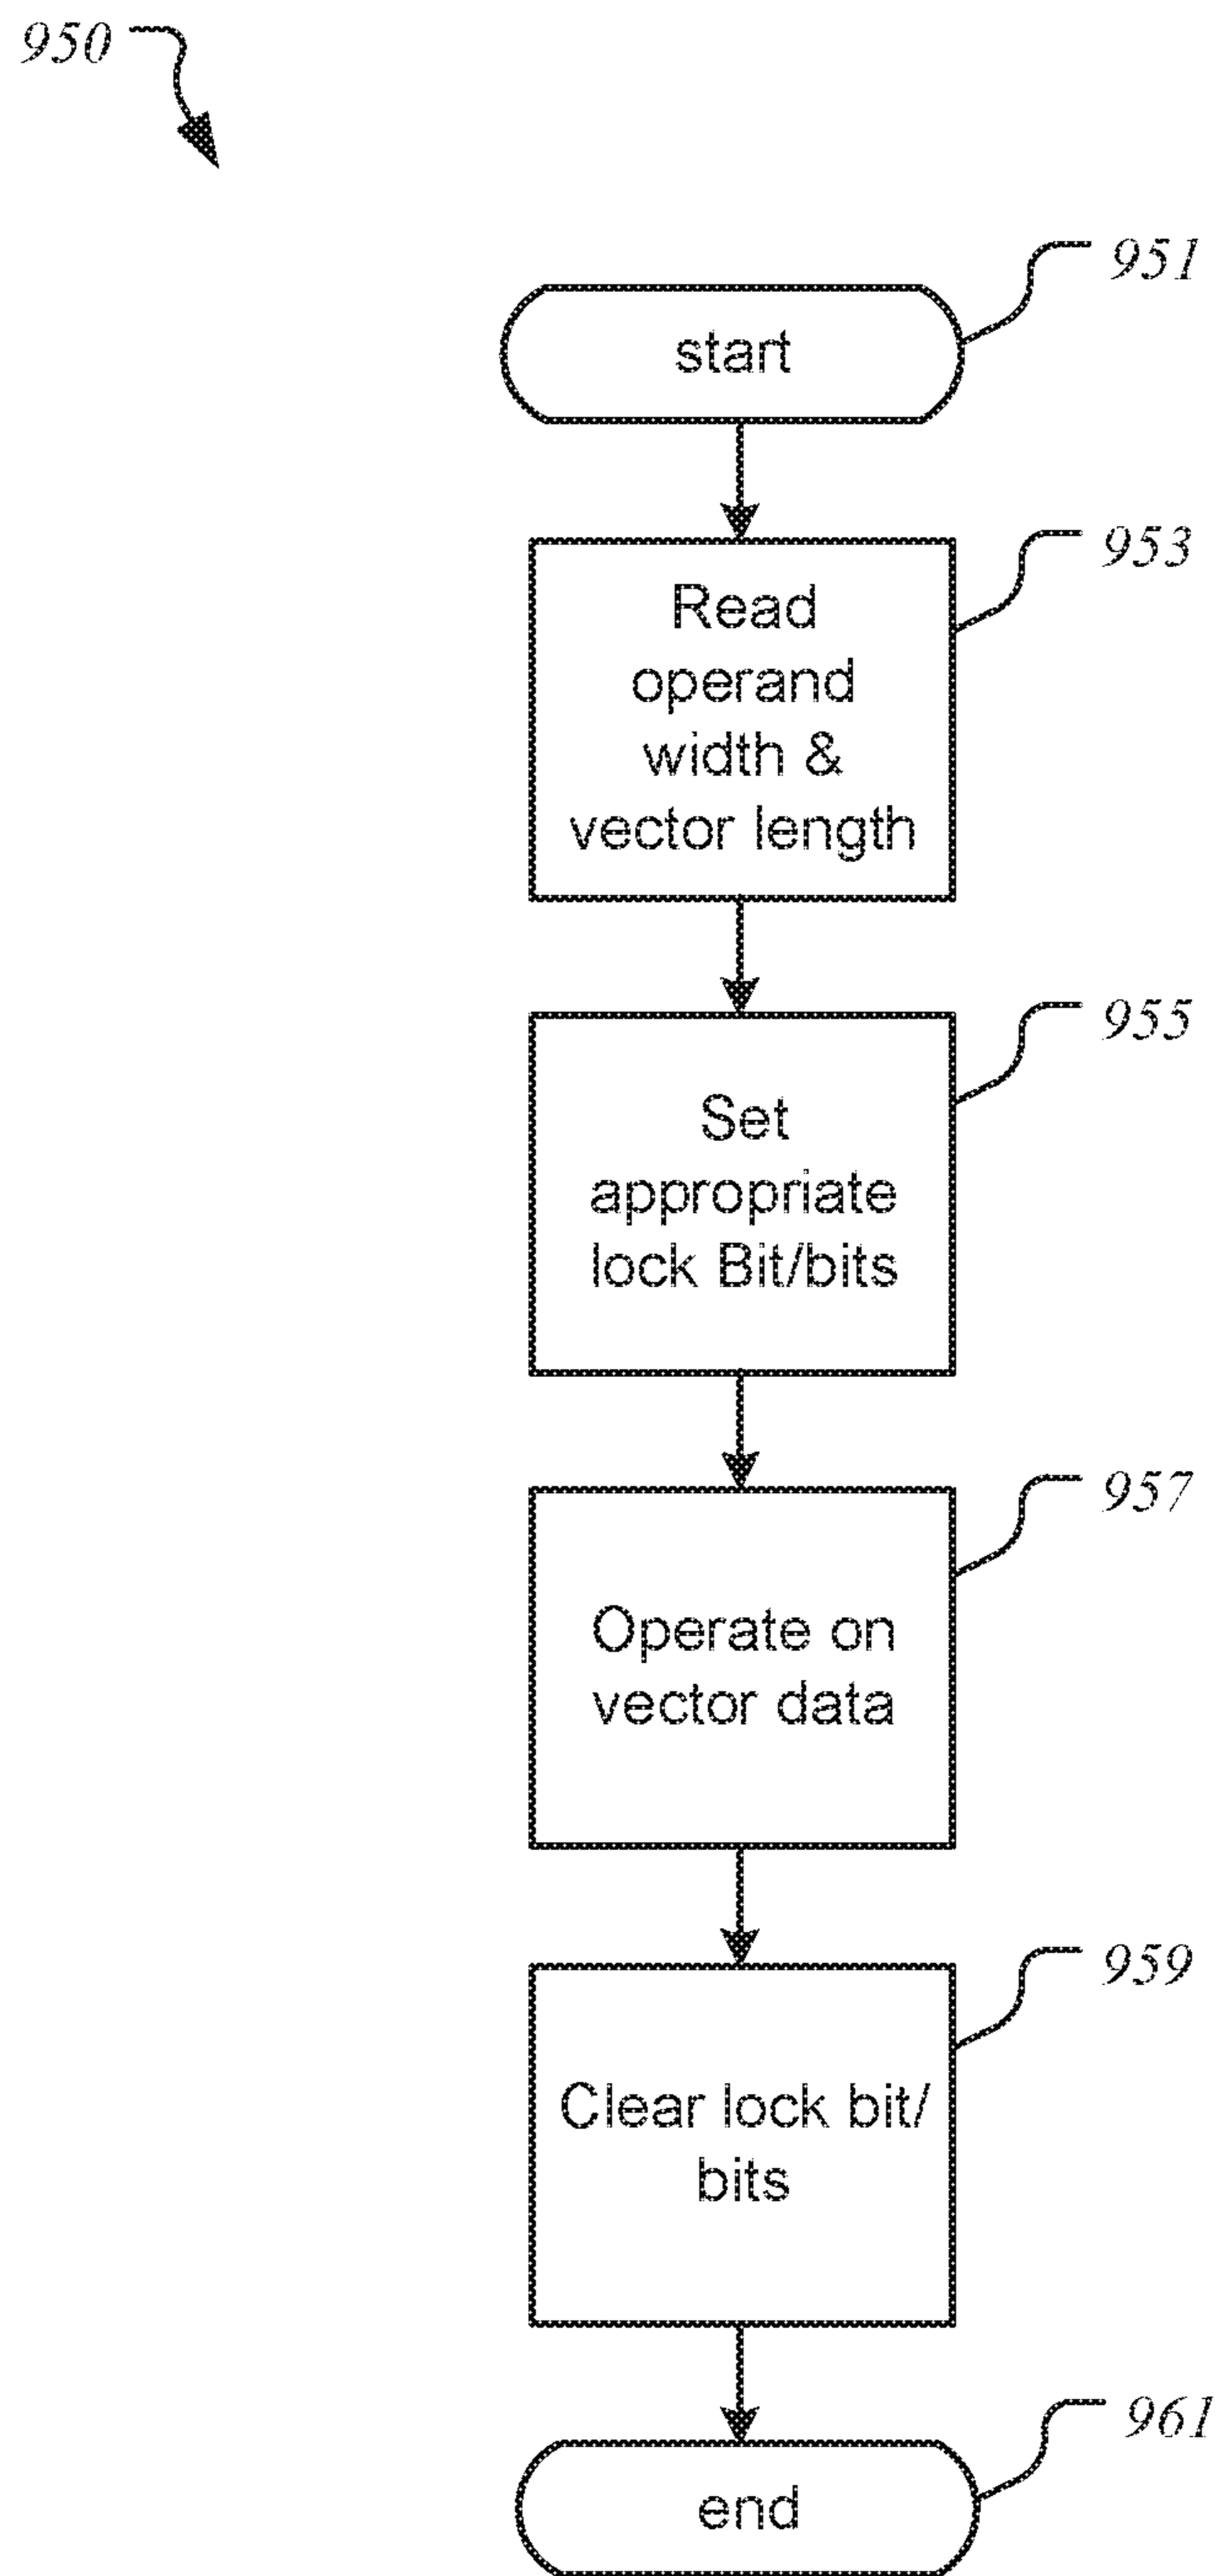 950
951
start
953
Read
operand
width &
vector length
955
Set
appropriate
lock Bit/bits
957
Operate on
vector data
959
Clear lock bit/
bits
961
end